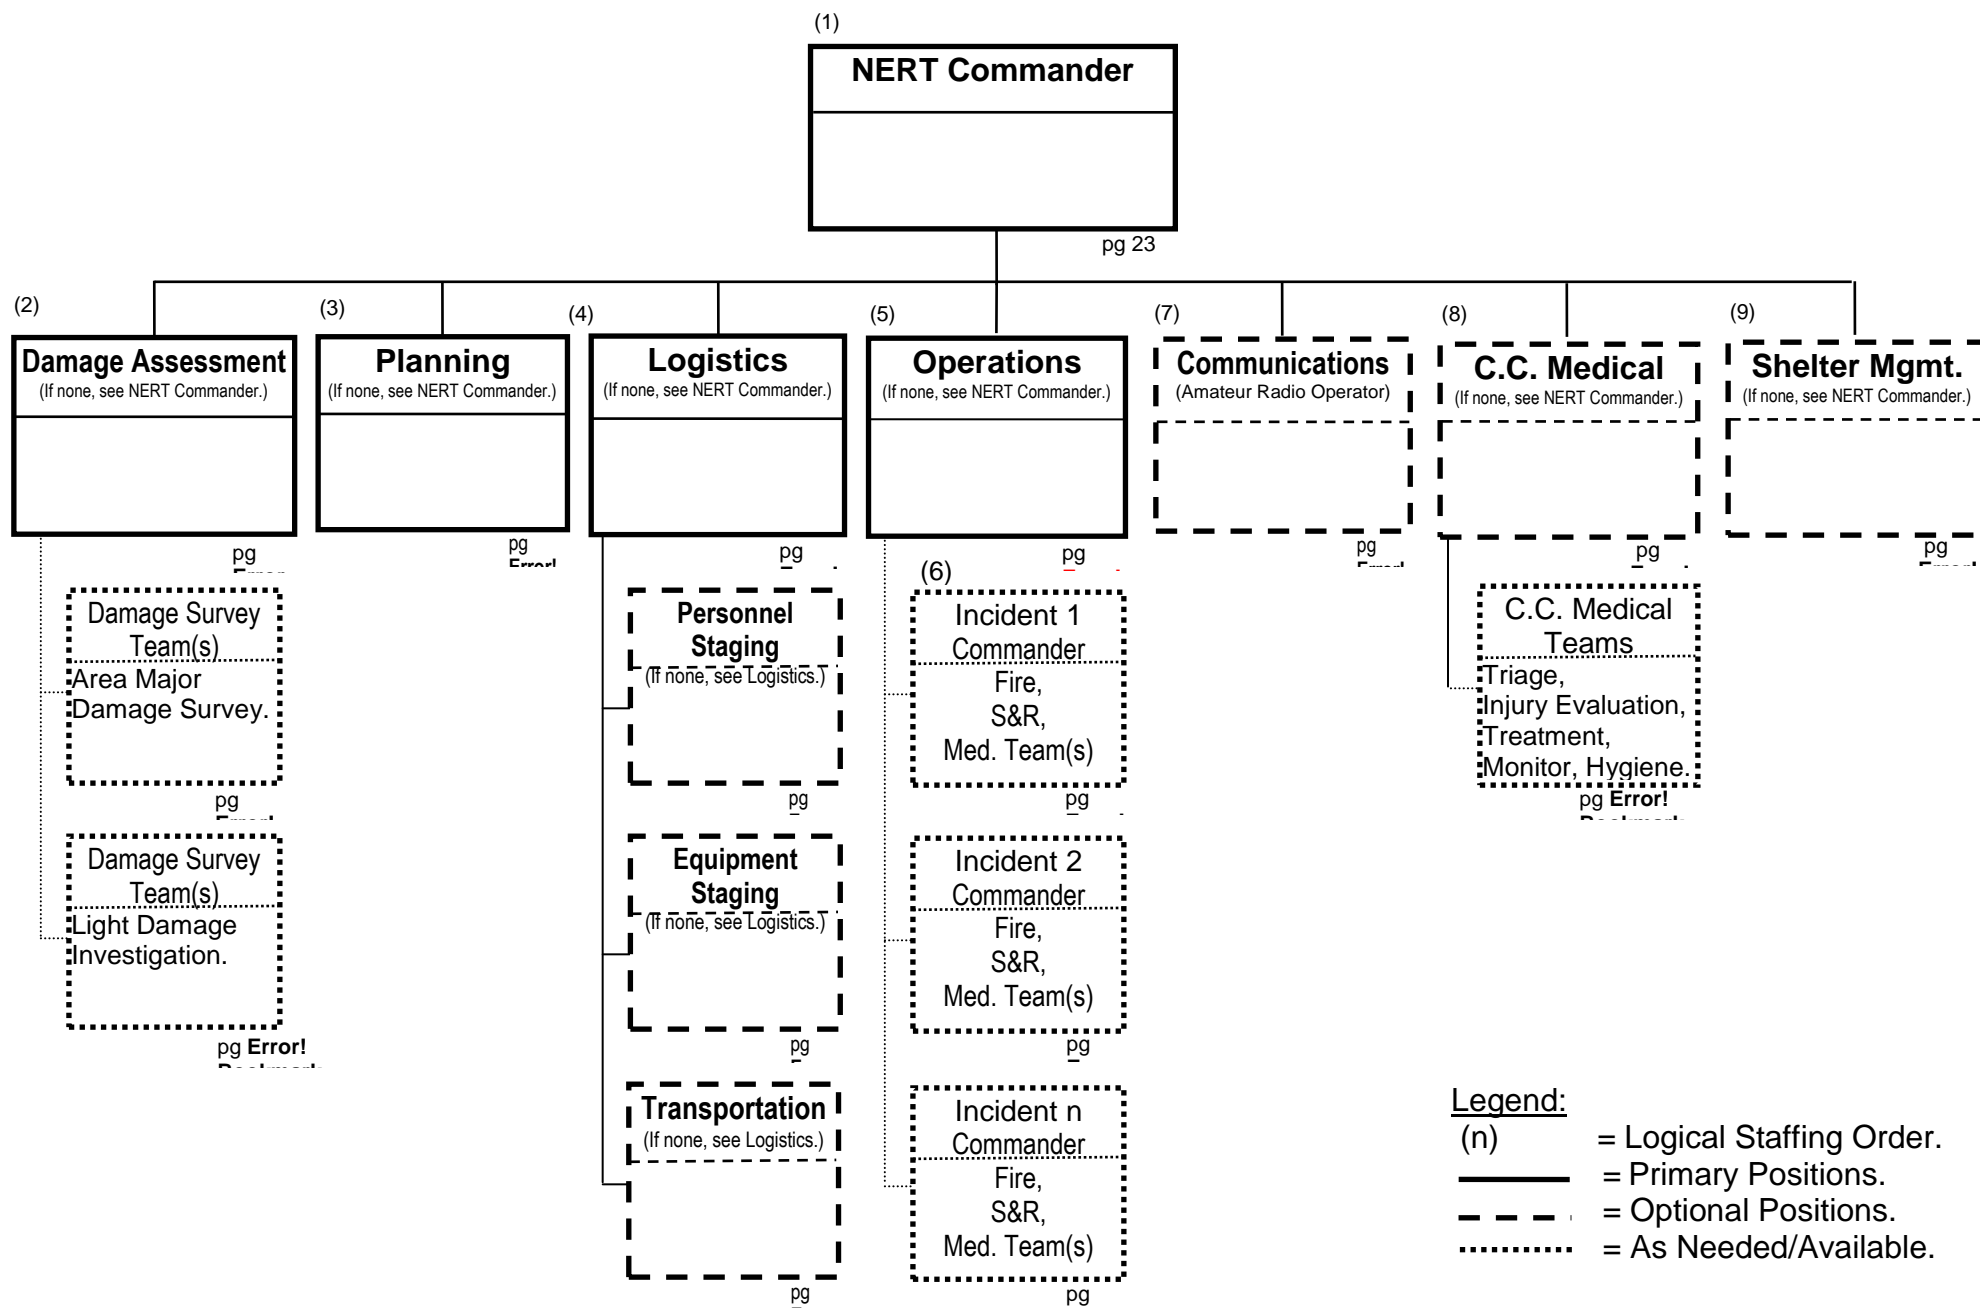 (1)
NERT Commander
pg 23
(2)
Damage Assessment
(If none, see NERT Commander.)
pg
Error
(3)
Planning
(If none, see NERT Commander.)
pg
Error!
(4)
Logistics
(If none, see NERT Commander.)
pg
(5)
Operations
(If none, see NERT Commander.)
pg
(7)
Communications
(Amateur Radio Operator)
pg
Error!
(8)
C.C. Medical
(If none, see NERT Commander.)
pg
(9)
Shelter Mgmt.
(If none, see NERT Commander.)
pg
Error!
Damage Survey
Team(s)
Area Major
Damage Survey.
pg
Error!
Damage Survey
Team(s)
Light Damage
Investigation.
pg Error!
Bookmark
Personnel
Staging
(If none, see Logistics.)
pg
Equipment
Staging
(If none, see Logistics.)
pg
Transportation
(If none, see Logistics.)
pg
(6)
Incident 1
Commander
Fire,
S&R,
Med. Team(s)
pg
Incident 2
Commander
Fire,
S&R,
Med. Team(s)
pg
Incident n
Commander
Fire,
S&R,
Med. Team(s)
pg
C.C. Medical
Teams
Triage,
Injury Evaluation,
Treatment,
Monitor, Hygiene.
pg Error!
Bookmark
Legend:
(n) = Logical Staffing Order.
= Primary Positions.
= Optional Positions.
= As Needed/Available.